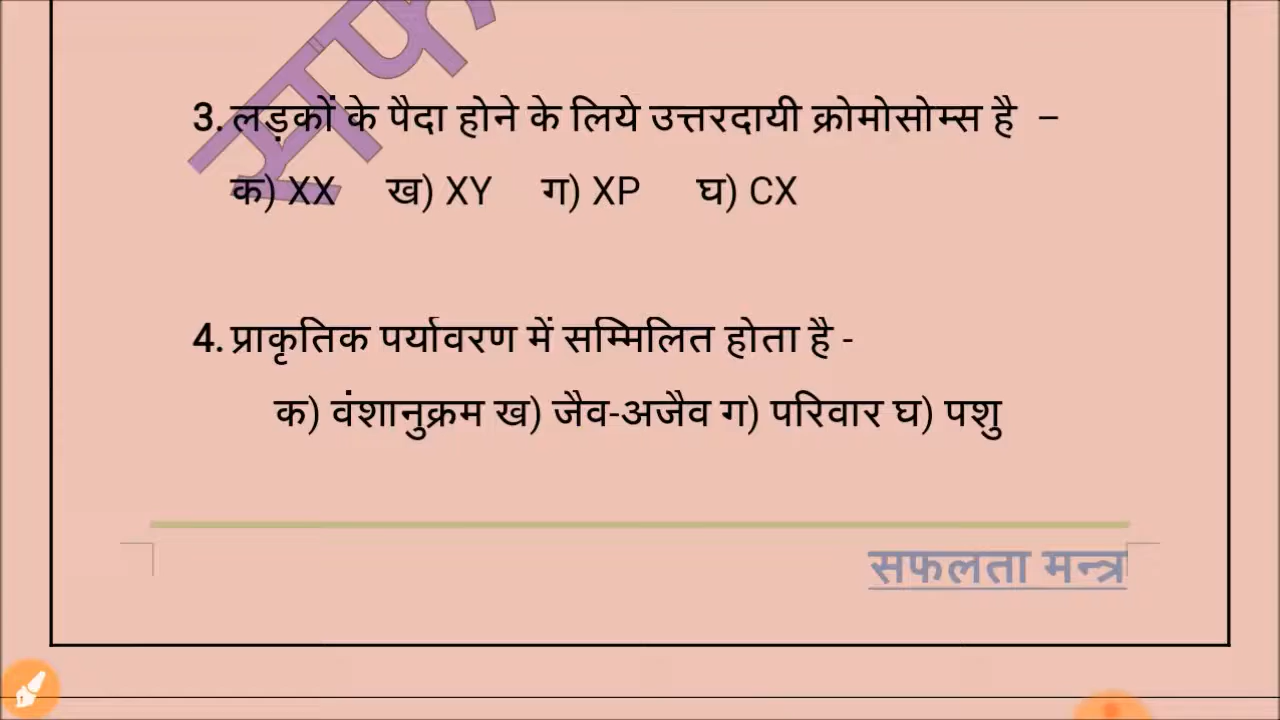 3. लड़कों के पैदा होने के लिये उत्तरदायी क्रोमोसोम्स है –
क) XX ख) XY ग) XP घ) CX
4. प्राकृतिक पर्यावरण में सम्मिलित होता है -
क) वंशानुक्रम ख) जैव-अजैव ग) परिवार घ) पशु
सफलता मन्त्र